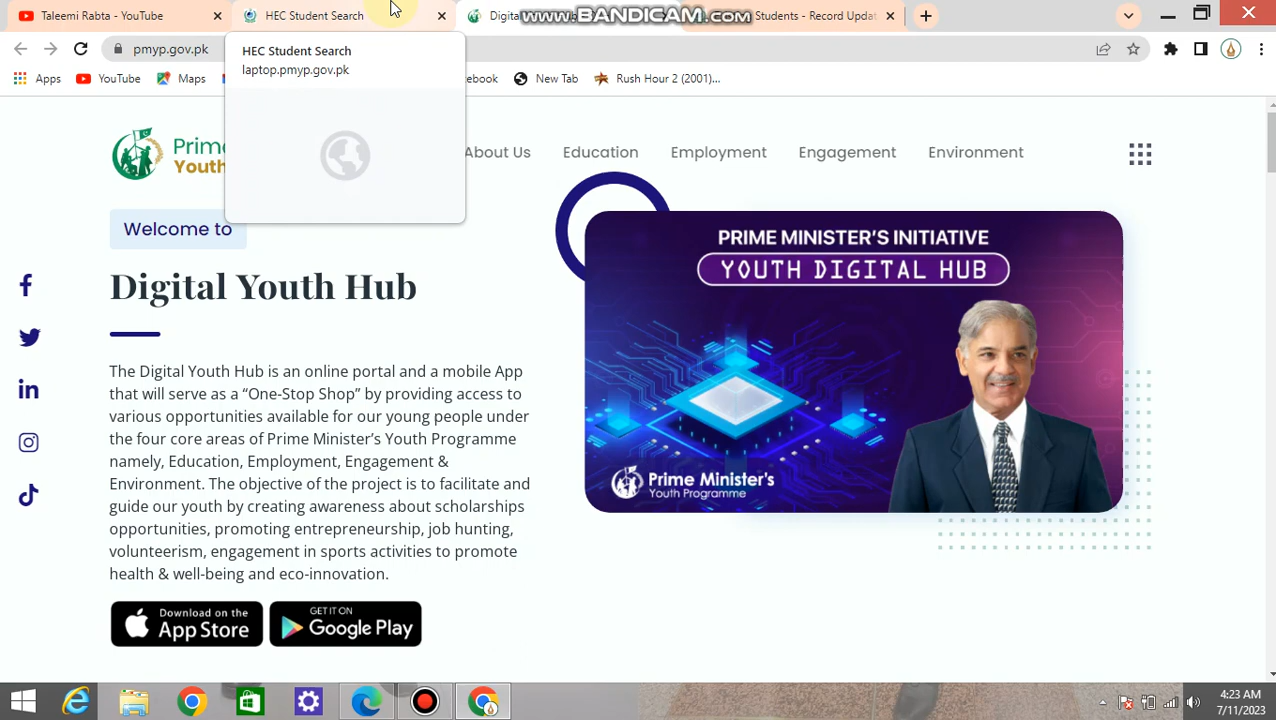 Taleemi Rabta - YouTube
HEC Student Search
Digital
www.BANDICAM.com
Students - Record Updat
pmyp.gov.pk
HEC Student Search
laptop.pmyp.gov.pk
Apps
YouTube
Maps
ebook
New Tab
Rush Hour 2 (2001)...
Prime
Youth
About Us
Education
Employment
Engagement
Environment
Welcome to
Digital Youth Hub
The Digital Youth Hub is an online portal and a mobile App
that will serve as a “One-Stop Shop” by providing access to
various opportunities available for our young people under
the four core areas of Prime Minister’s Youth Programme
namely, Education, Employment, Engagement &
Environment. The objective of the project is to facilitate and
guide our youth by creating awareness about scholarships
opportunities, promoting entrepreneurship, job hunting,
volunteerism, engagement in sports activities to promote
health & well-being and eco-innovation.
Download on the
App Store
GET IT ON
Google Play
PRIME MINISTER'S INITIATIVE
YOUTH DIGITAL HUB
Prime Minister's
Youth Programme
4:23 AM
7/11/2023